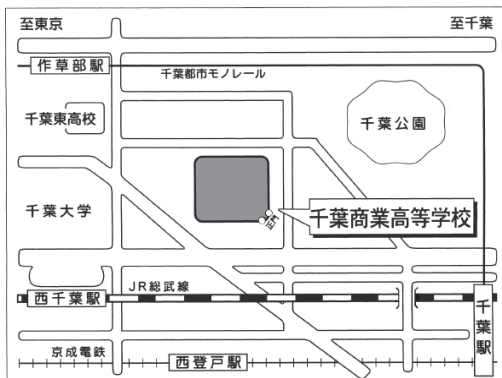 至東京
至千葉
作草部駅
千葉都市モノレール
千葉東高校
千葉公園
千葉大学
千葉商業高等学校
正門
JR総武線
西千葉駅
千葉駅
京成電鉄
西登戸駅